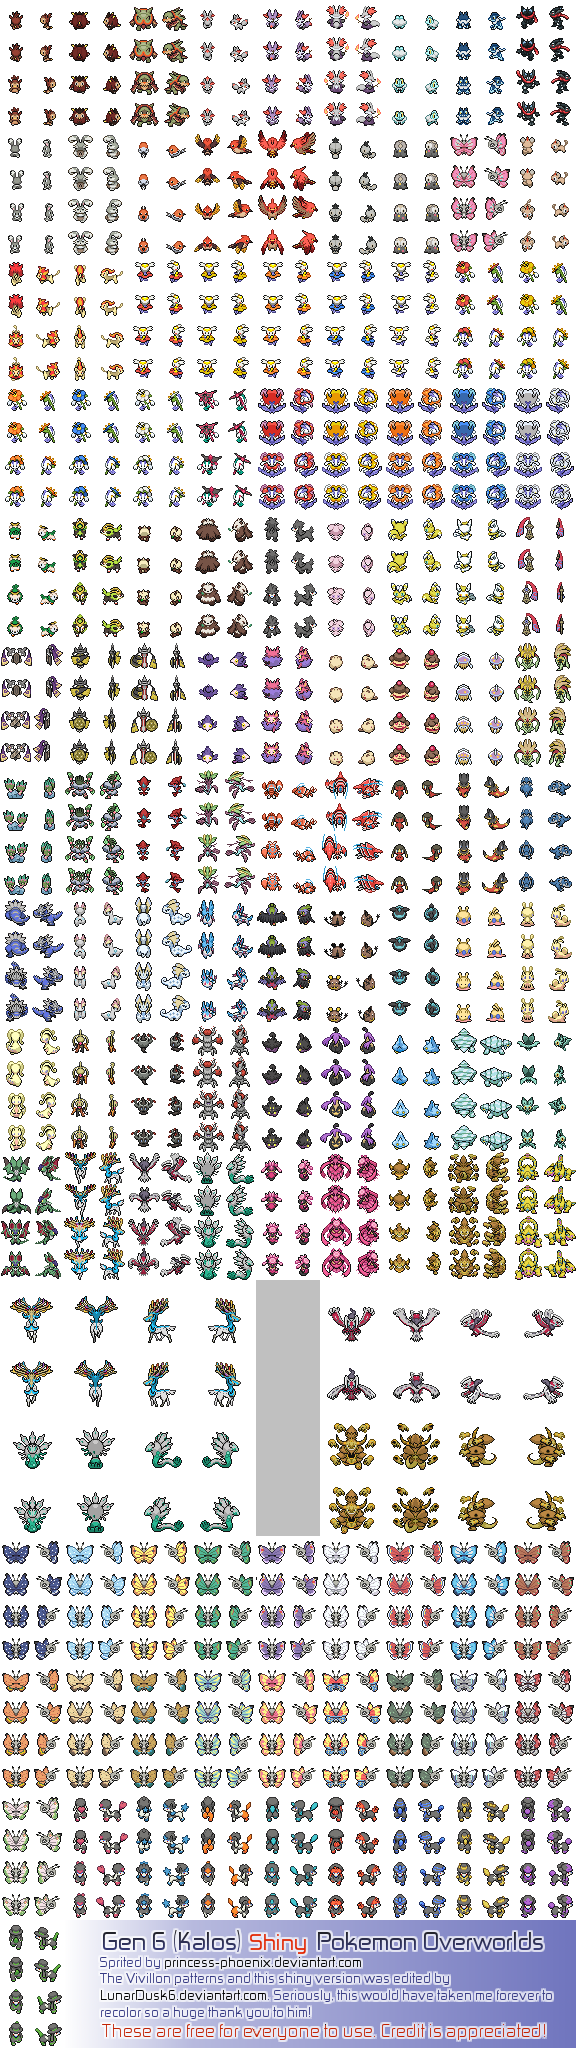 Gen 6 (Kalos) Shiny Pokemon Overworlds
Sprited by princess-phoenix.deviantart.com
The Vivillon patterns and this shiny version was edited by
LunarDusk6.deviantart.com. Seriously, this would have taken me forever to
recolor so a huge thank you to him!
These are free for everyone to use. Credit is appreciated!